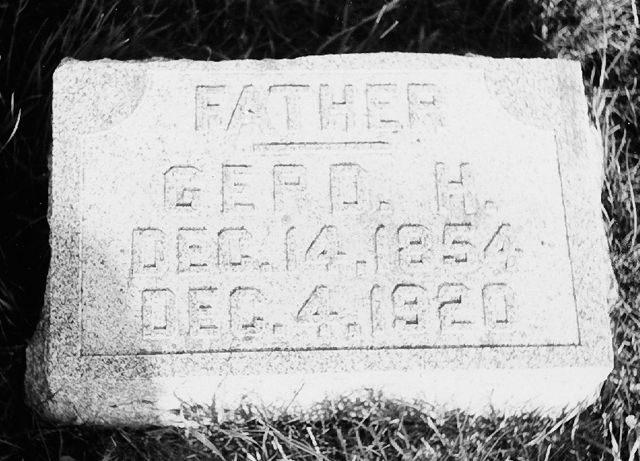 FATHER
GERD. H.
DEC. 14, 1854
DEC. 4, 1920